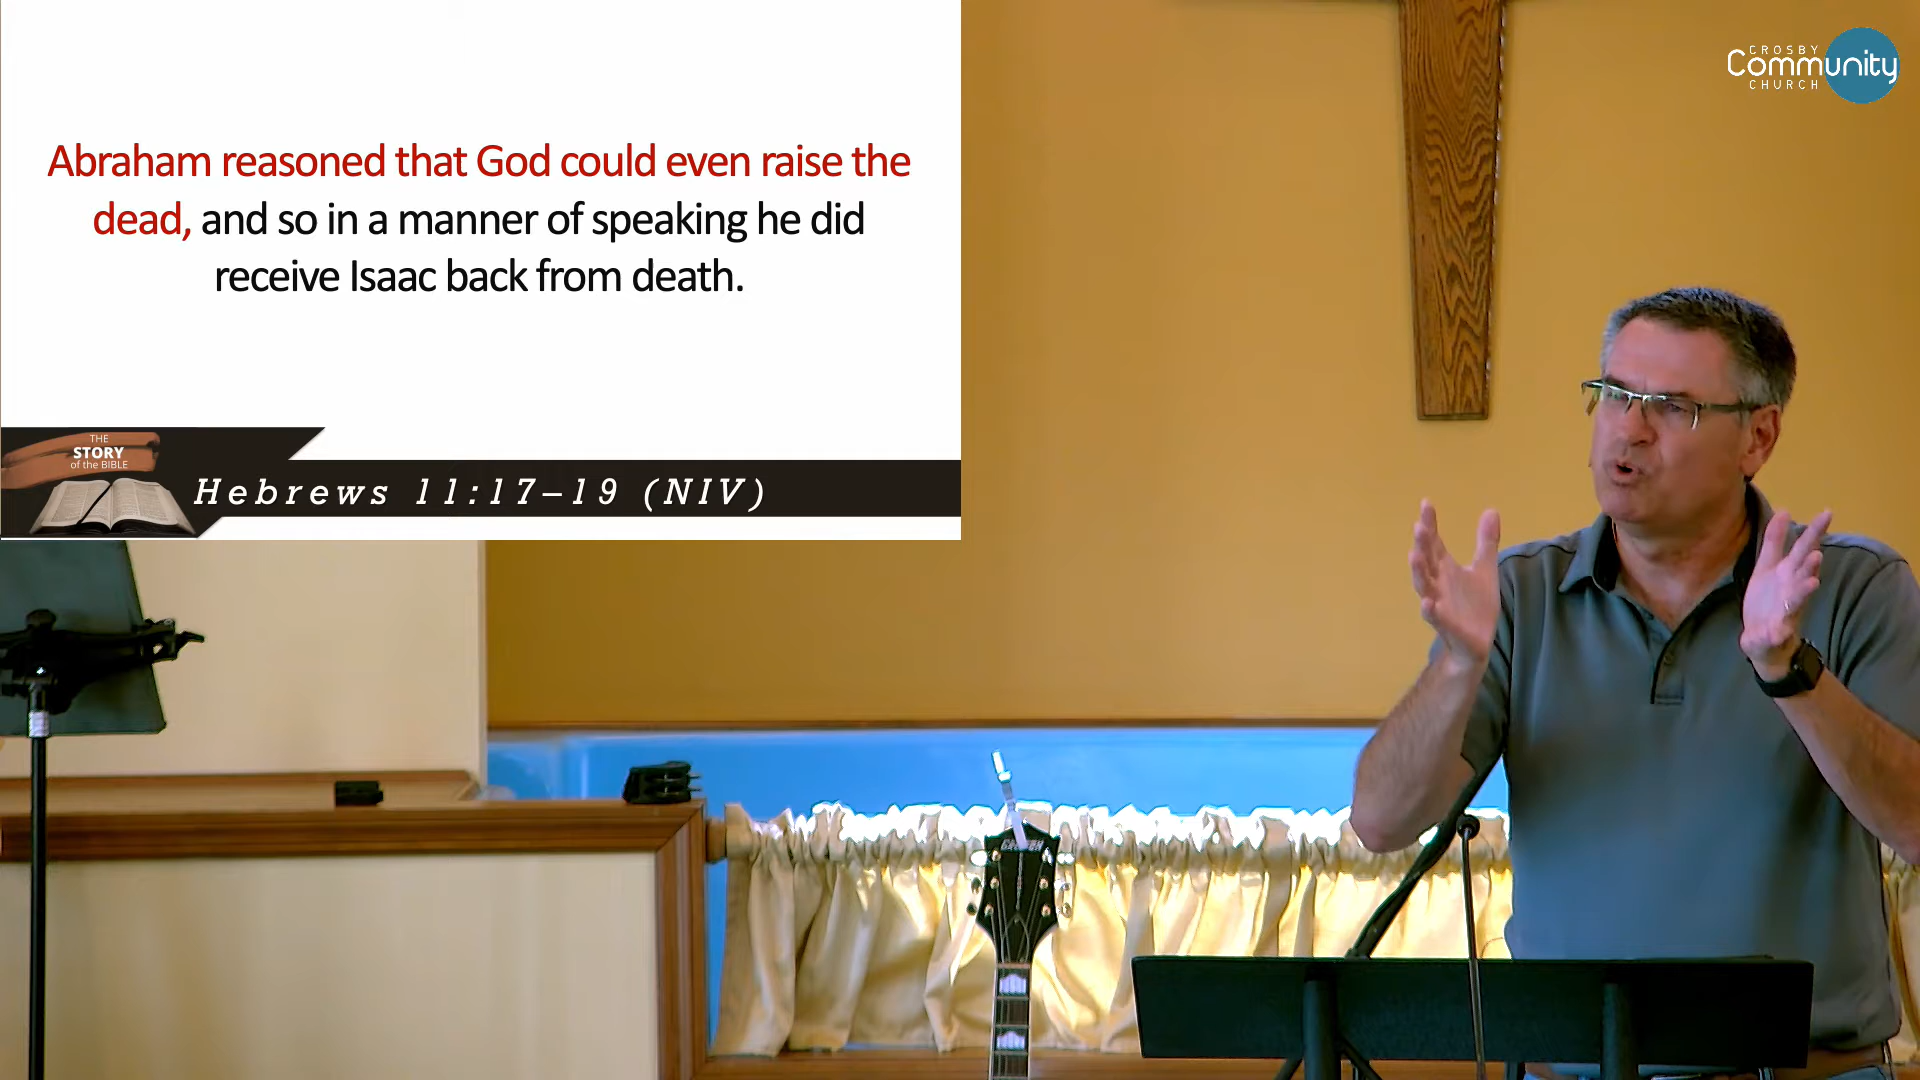 Abraham reasoned that God could even raise the
dead, and so in a manner of speaking he did
receive Isaac back from death.
THE
STORY
of the BIBLE
Hebrews 11:17–19 (NIV)
CROSBY
Community
CHURCH